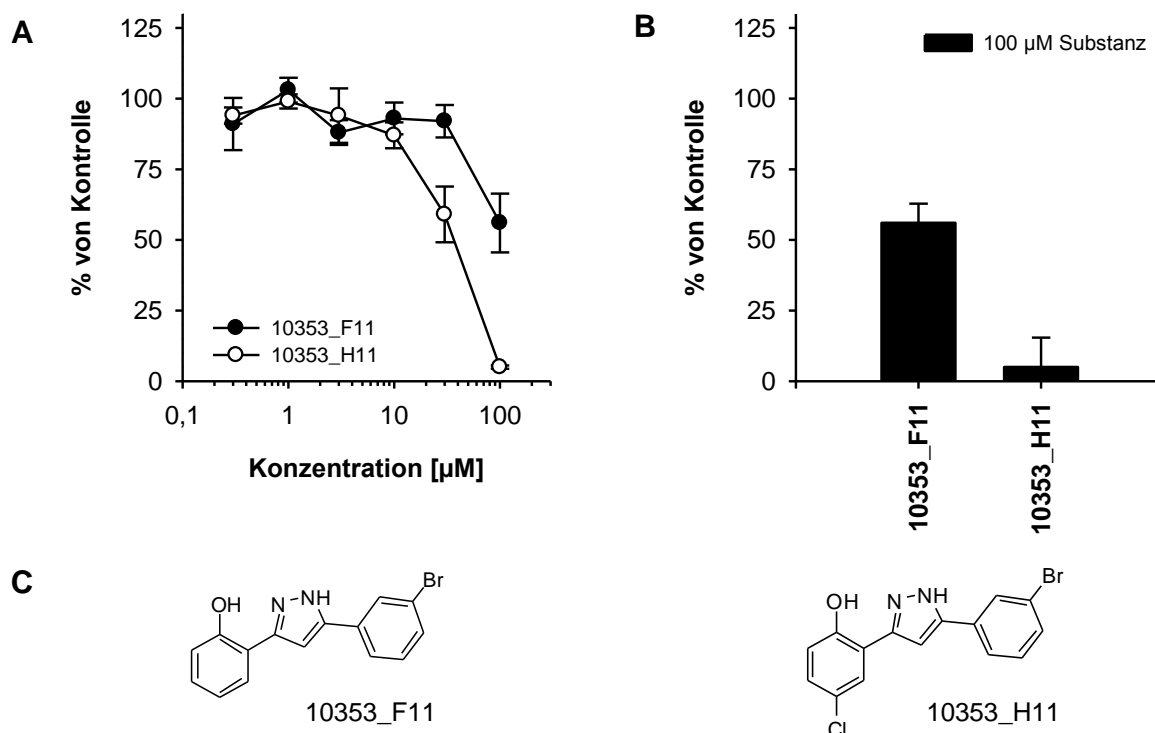 A
% von Kontrolle
125
100
75
50
25
0
10353_F11
10353_H11
0,1
1
10
100
Konzentration [µM]
B
% von Kontrolle
125
100
75
50
25
0
100 µM Substanz
10353_F11
10353_H11
C
OH
N
NH
Br
10353_F11
OH
N
NH
Br
Cl
10353_H11